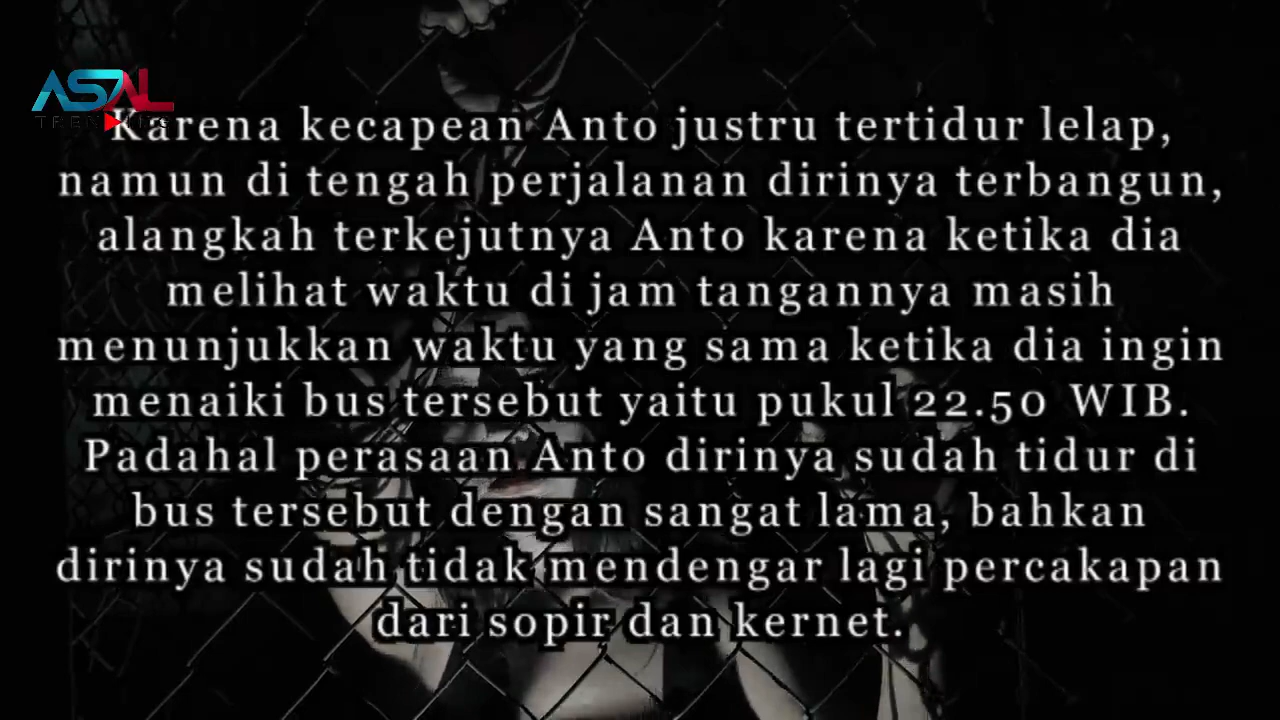 ASAL
TRENDING
Karena kecapean Anto justru tertidur lelap,
namun di tengah perjalanan dirinya terbangun,
alangkah terkejutnya Anto karena ketika dia
melihat waktu di jam tangannya masih
menunjukkan waktu yang sama ketika dia ingin
menaiki bus tersebut yaitu pukul 22.50 WIB.
Padahal perasaan Anto dirinya sudah tidur di
bus tersebut dengan sangat lama, bahkan
dirinya sudah tidak mendengar lagi percakapan
dari sopir dan kernet.